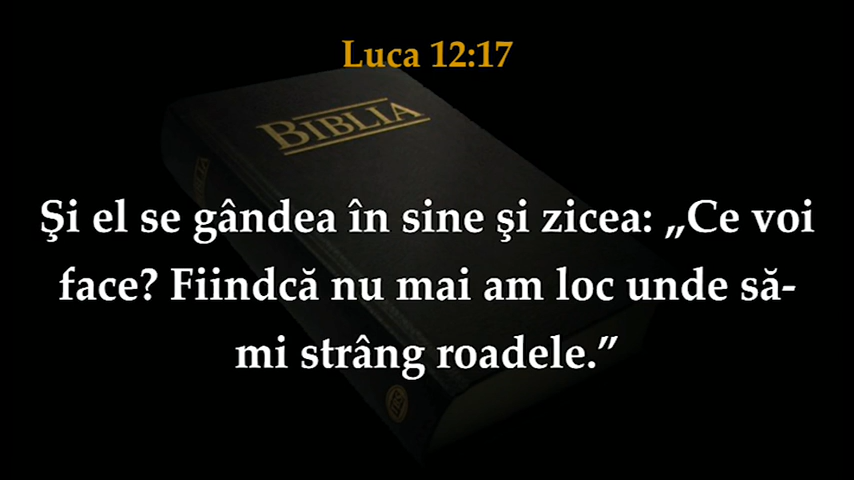 Luca 12:17
BIBLIA
BIBLIA
Şi el se gândea în sine şi zicea: „Ce voi
face? Fiindcă nu mai am loc unde să-
mi strâng roadele.”